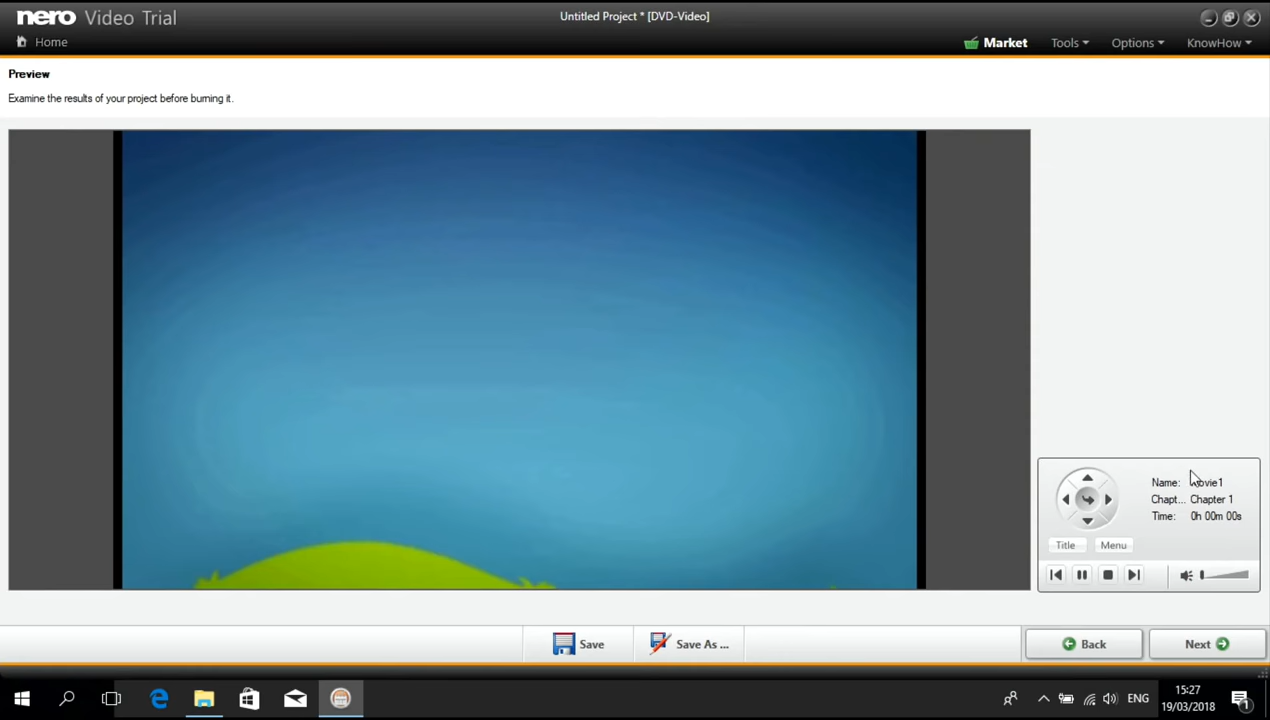 nero Video Trial
Untitled Project * [DVD-Video]
Home
Market
Tools
Options
KnowHow
Preview
Examine the results of your project before burning it.
Name: ovie1
Chapt... Chapter 1
Time: 0h 00m 00s
Title
Menu
Save
Save As ...
Back
Next
ENG
15:27
19/03/2018
1